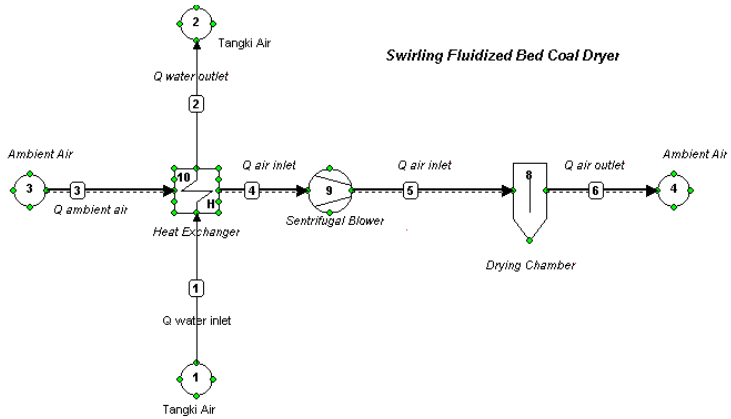 2
Tangki Air
Swirling Fluidized Bed Coal Dryer
Q water outlet
2
Ambient Air
Q air inlet
Q air inlet
Q air outlet
Ambient Air
3
3
10
H
4
9
5
8
6
4
Q ambient air
Heat Exchanger
Sentrifugal Blower
Drying Chamber
1
Q water inlet
1
Tangki Air